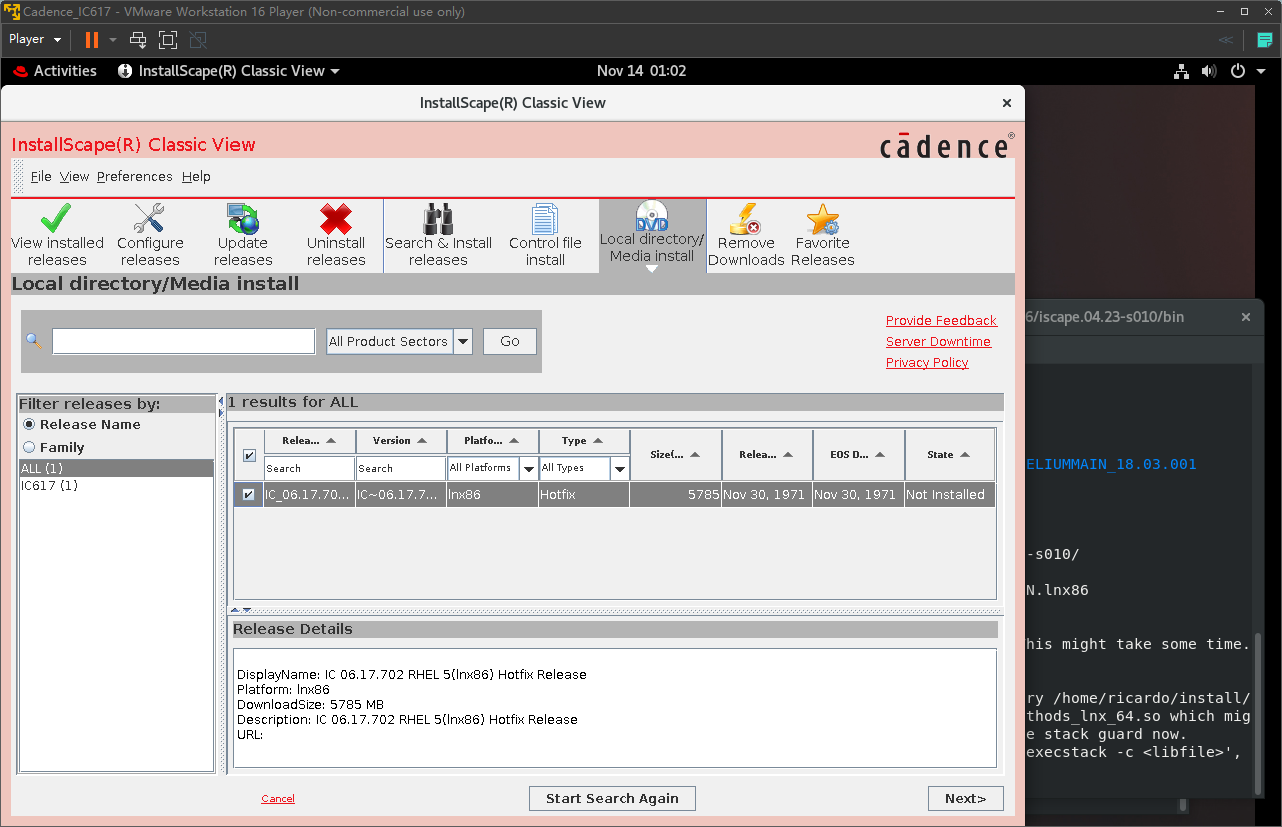 Cadence_IC617 - VMware Workstation 16 Player (Non-commercial use only)
Player
Activities InstallScape(R) Classic View Nov 14 01:02
InstallScape(R) Classic View
InstallScape(R) Classic View cādence®
File View Preferences Help
View installed releases
Configure releases
Update releases
Uninstall releases
Search & Install releases
Control file install
DVD
Local directory/ Media install
Remove Downloads
Favorite Releases
Local directory/Media install
All Product Sectors Go
Provide Feedback
Server Downtime
Privacy Policy
Filter releases by:
Release Name
Family
ALL (1)
IC617 (1)
1 results for ALL
Relea... Version Platfo... Type Size(... Relea... EOS D... State
Search Search All Platforms All Types
IC_06.17.70... IC~06.17.7... lnx86 Hotfix 5785 Nov 30, 1971 Nov 30, 1971 Not Installed
Release Details
DisplayName: IC 06.17.702 RHEL 5(lnx86) Hotfix Release
Platform: lnx86
DownloadSize: 5785 MB
Description: IC 06.17.702 RHEL 5(lnx86) Hotfix Release
URL:
Cancel Start Search Again Next>
6/iscape.04.23-s010/bin
ELIUMMAIN_18.03.001
-s010/
N.lnx86
his might take some time.
ry /home/ricardo/install/
thods_lnx_64.so which mig
e stack guard now.
execstack -c <libfile>',